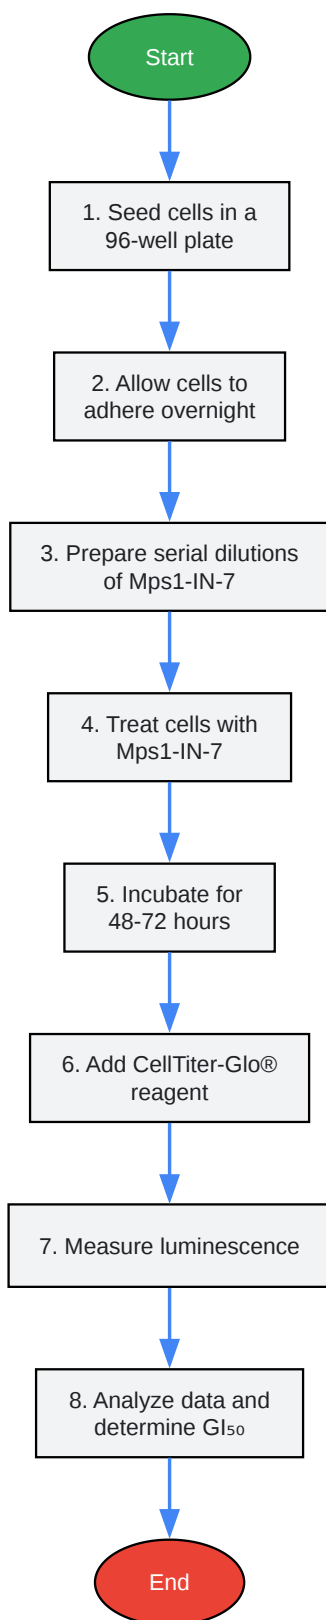 Start
1. Seed cells in a
96-well plate
2. Allow cells to
adhere overnight
3. Prepare serial dilutions
of Mps1-IN-7
4. Treat cells with
Mps1-IN-7
5. Incubate for
48-72 hours
6. Add CellTiter-Glo®
reagent
7. Measure luminescence
8. Analyze data and
determine GI₅₀
End